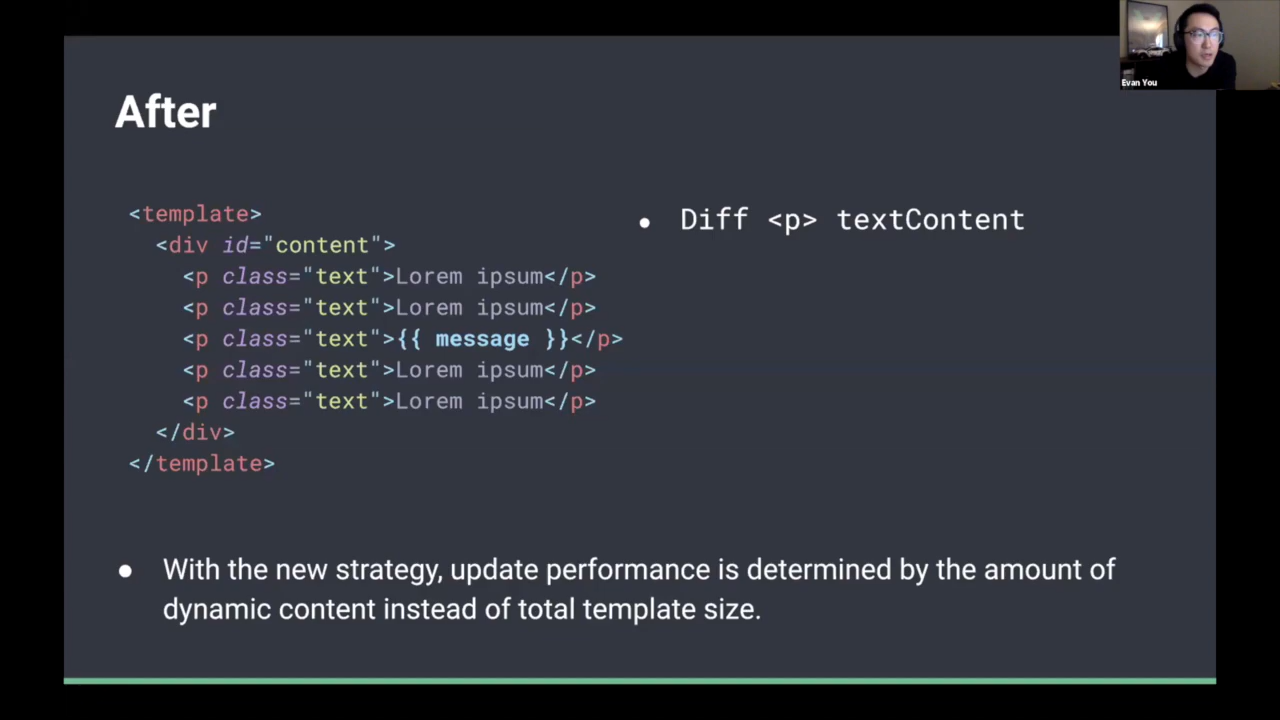 Evan You
After
<template>
<div id="content">
<p class="text">Lorem ipsum</p>
<p class="text">Lorem ipsum</p>
<p class="text">{{ message }}</p>
<p class="text">Lorem ipsum</p>
<p class="text">Lorem ipsum</p>
</div>
</template>
● Diff <p> textContent
● With the new strategy, update performance is determined by the amount of
dynamic content instead of total template size.